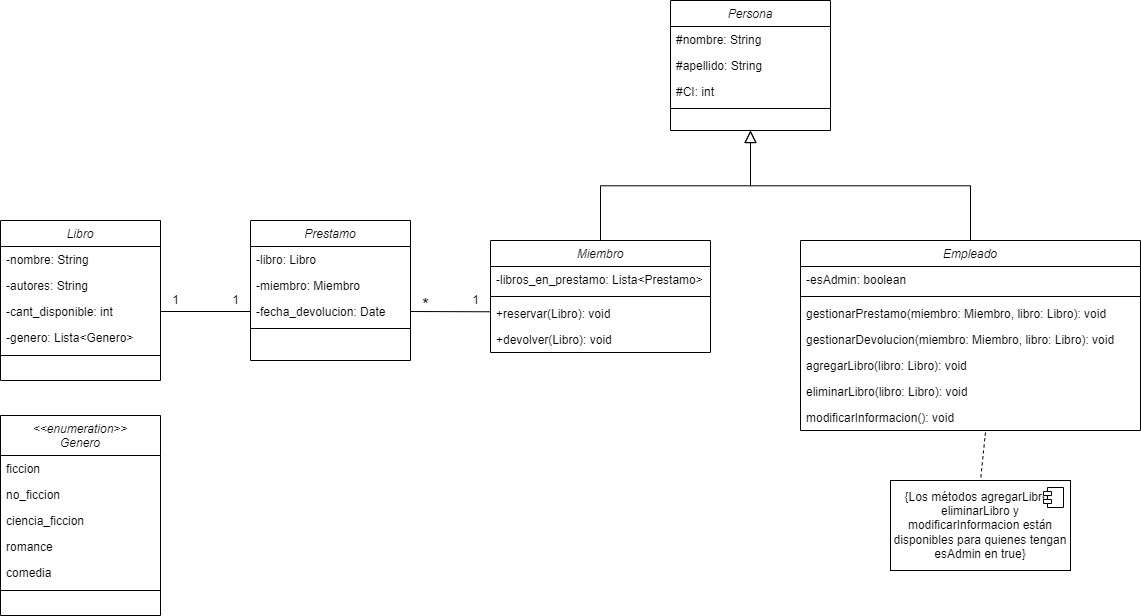 Persona
#nombre: String
#apellido: String
#CI: int
Libro
-nombre: String
-autores: String
-cant_disponible: int
-genero: Lista<Genero>
1
1
Prestamo
-libro: Libro
-miembro: Miembro
-fecha_devolucion: Date
*
1
Miembro
-libros_en_prestamo: Lista<Prestamo>
+reservar(Libro): void
+devolver(Libro): void
Empleado
-esAdmin: boolean
gestionarPrestamo(miembro: Miembro, libro: Libro): void
gestionarDevolucion(miembro: Miembro, libro: Libro): void
agregarLibro(libro: Libro): void
eliminarLibro(libro: Libro): void
modificarInformacion(): void
<<enumeration>>
Genero
ficcion
no_ficcion
ciencia_ficcion
romance
comedia
{Los métodos agregarLibr
eliminarLibro y
modificarInformacion están
disponibles para quienes tengan
esAdmin en true}